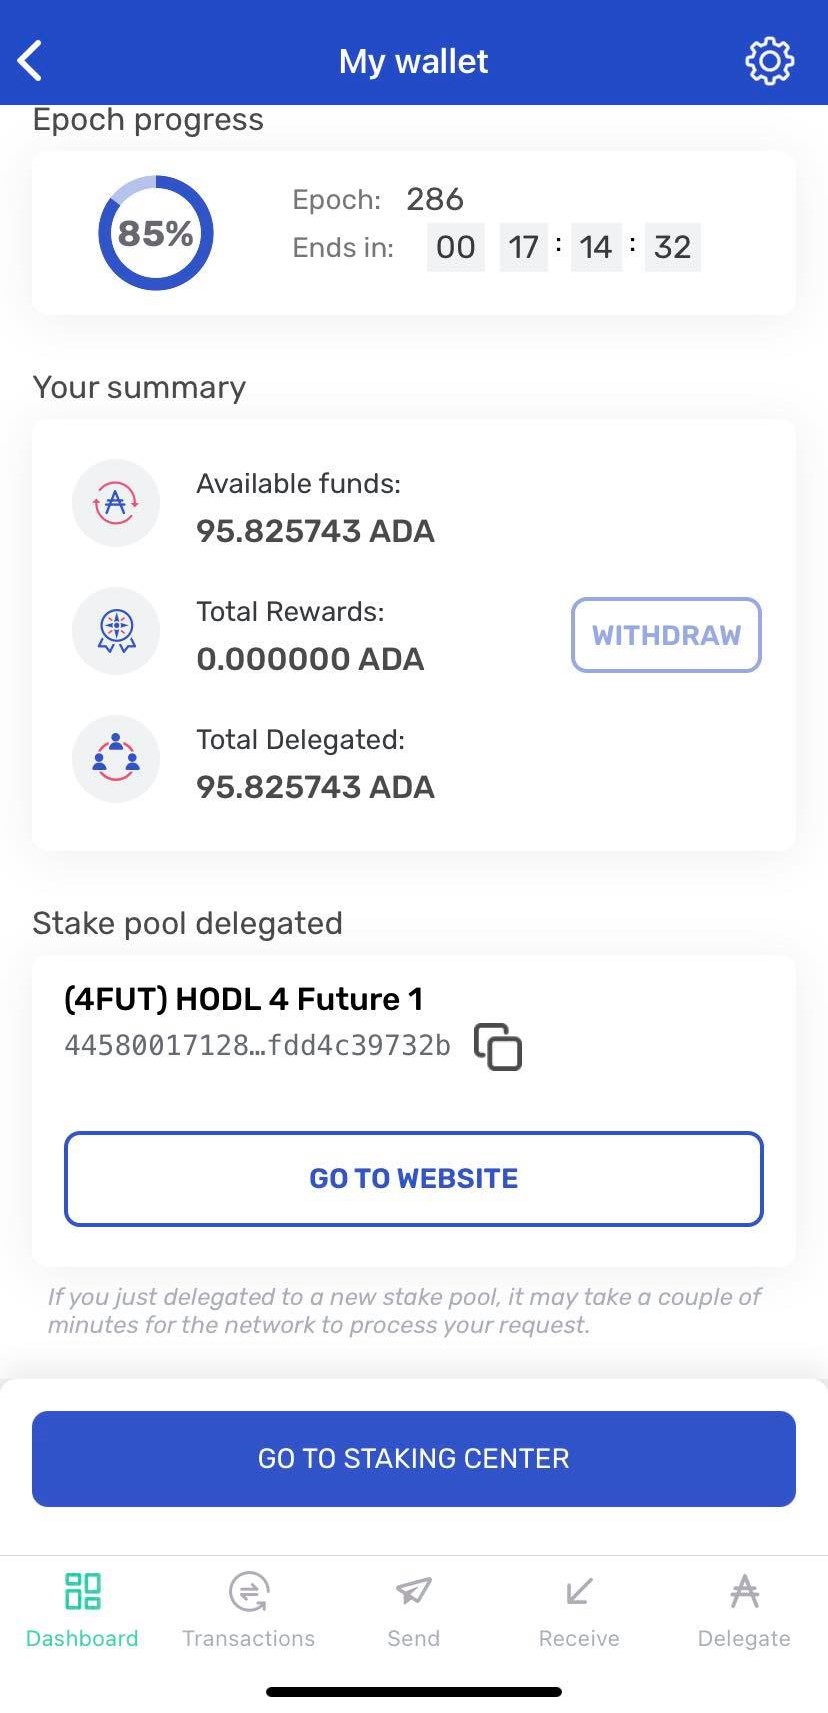 My wallet
Epoch progress
85%
Epoch: 286
Ends in: 00 17 : 14 : 32
Your summary
Available funds:
95.825743 ADA
Total Rewards:
0.000000 ADA
WITHDRAW
Total Delegated:
95.825743 ADA
Stake pool delegated
(4FUT) HODL 4 Future 1
44580017128…fdd4c39732b
GO TO WEBSITE
If you just delegated to a new stake pool, it may take a couple of
minutes for the network to process your request.
GO TO STAKING CENTER
Dashboard Transactions Send Receive Delegate